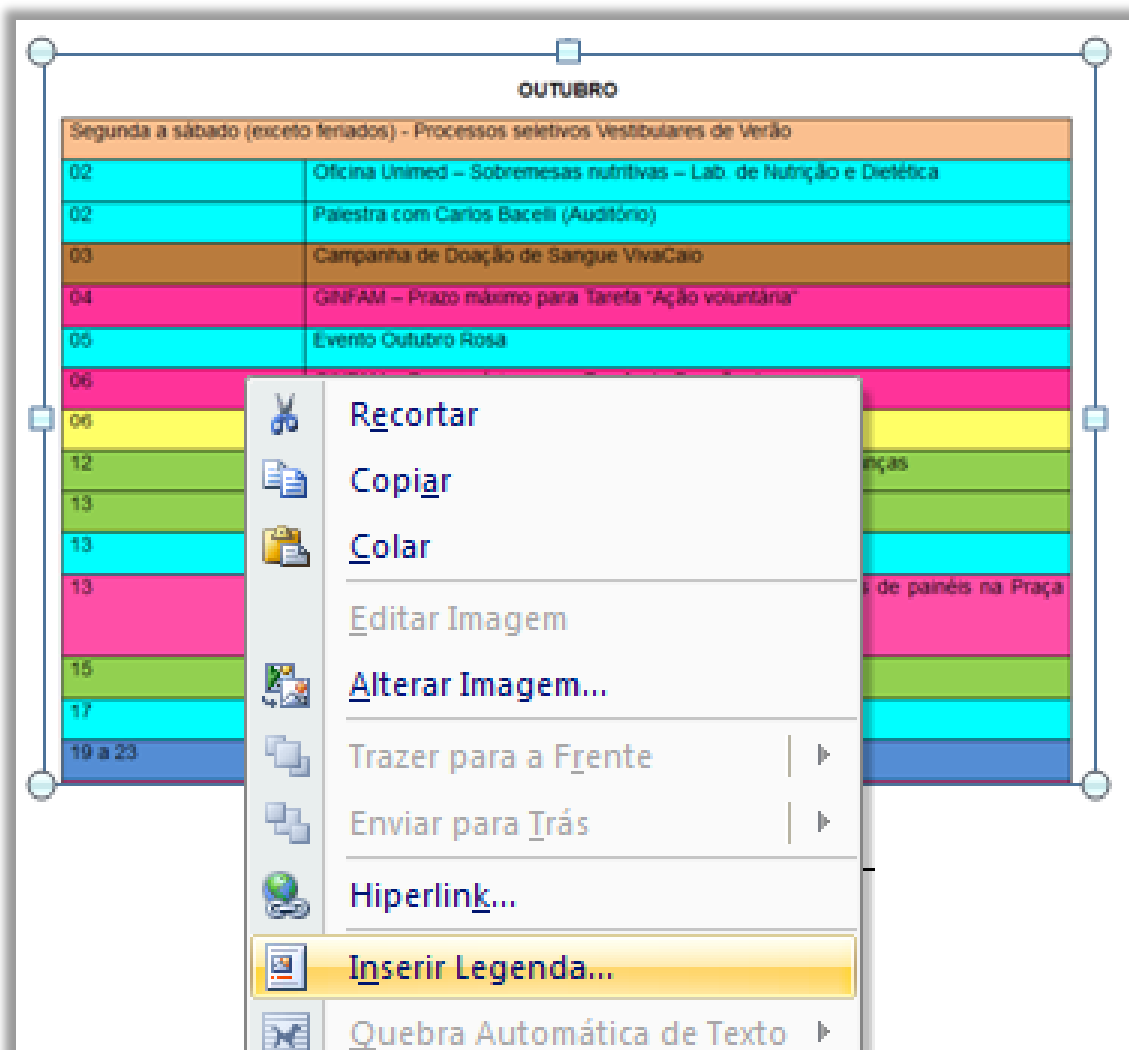 OUTUBRO
Segunda a sábado (exceto feriados) - Processos seletivos Vestibulares de Verão
02 Oficina Unimed – Sobremesas nutritivas – Lab. de Nutrição e Dietética
02 Palestra com Carlos Bacelli (Auditório)
03 Campanha de Doação de Sangue VivaCaio
04 GINFAM – Prazo máximo para Tarefa "Ação voluntária"
05 Evento Outubro Rosa
06
06
12 nças
13
13
13 s de painéis na Praça
15
17
19 a 23
Recortar
Copiar
Colar
Editar Imagem
Alterar Imagem...
Trazer para a Frente
Enviar para Trás
Hiperlink...
Inserir Legenda...
Quebra Automática de Texto